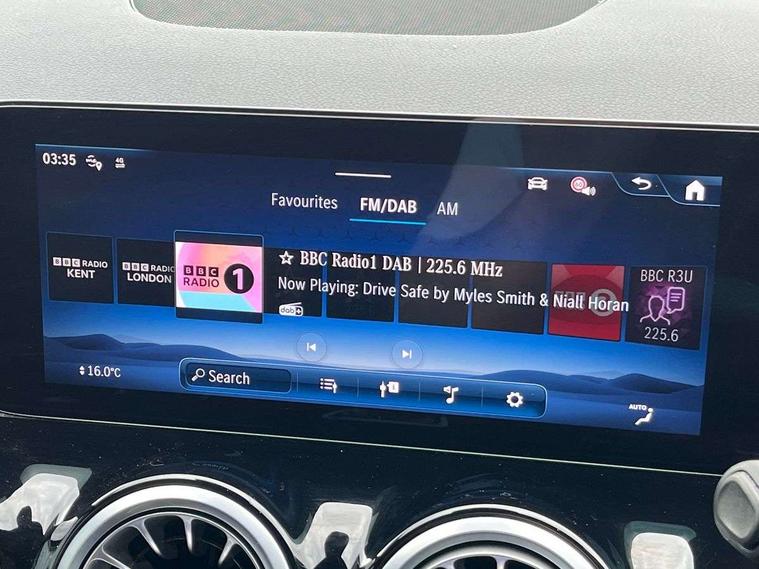 03:35
4G
60
Favourites FM/DAB AM
BBC RADIO
KENT
BBC RADIO
LONDON
BBC
RADIO 1
☆ BBC Radio1 DAB | 225.6 MHz
Now Playing: Drive Safe by Myles Smith & Niall Horan
dab+
BBC R3U
225.6
16.0°C
Search
AUTO